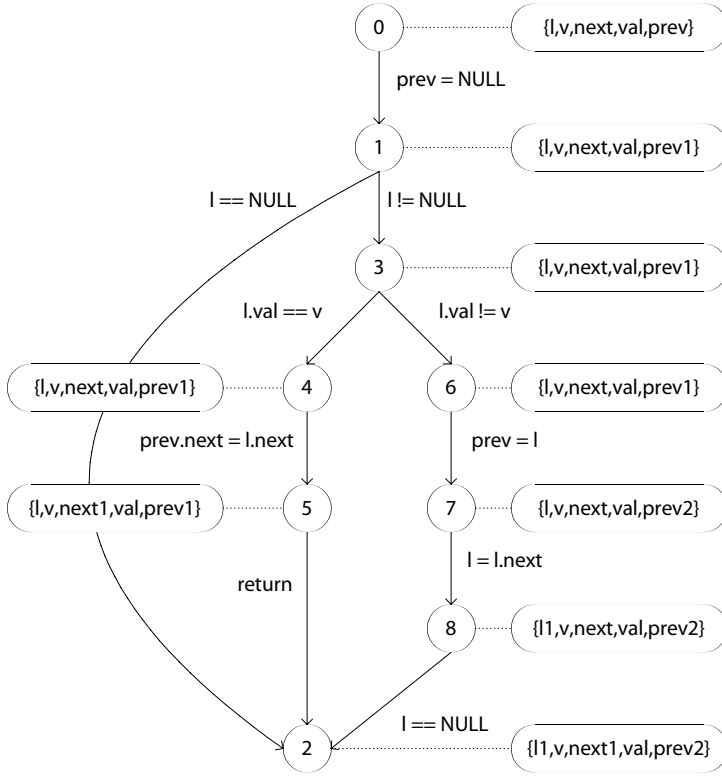 0
{l,v,next,val,prev}
prev = NULL
1
{l,v,next,val,prev1}
l == NULL
l != NULL
3
{l,v,next,val,prev1}
l.val == v
l.val != v
{l,v,next,val,prev1}
4
6
{l,v,next,val,prev1}
prev.next = l.next
prev = l
{l,v,next1,val,prev1}
5
7
{l,v,next,val,prev2}
return
l = l.next
8
{l1,v,next,val,prev2}
l == NULL
2
{l1,v,next1,val,prev2}